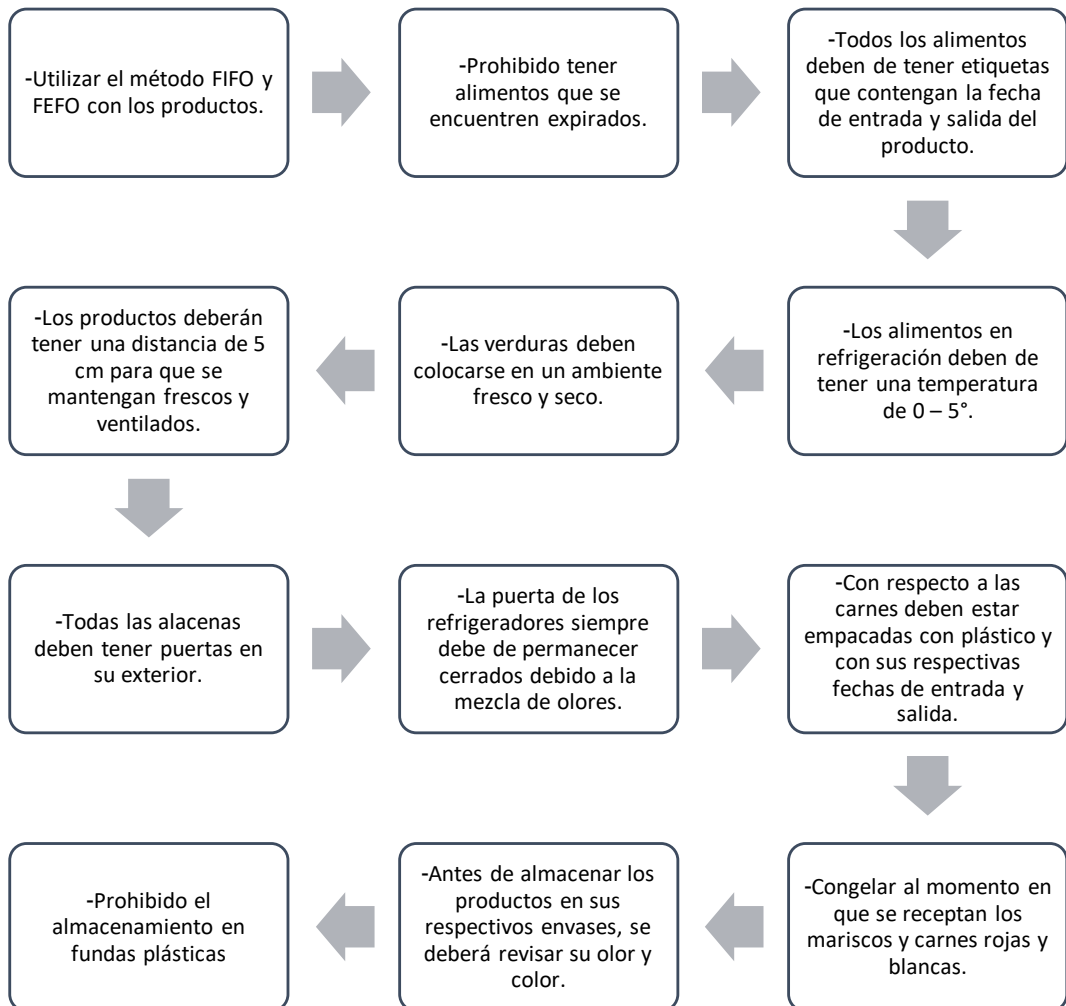 -Utilizar el método FIFO y
FEFO con los productos.
-Prohibido tener
alimentos que se
encuentren expirados.
-Todos los alimentos
deben de tener etiquetas
que contengan la fecha
de entrada y salida del
producto.
-Los alimentos en
refrigeración deben de
tener una temperatura
de 0 – 5°.
-Las verduras deben
colocarse en un ambiente
fresco y seco.
-Los productos deberán
tener una distancia de 5
cm para que se
mantengan frescos y
ventilados.
-Todas las alacenas
deben tener puertas en
su exterior.
-La puerta de los
refrigeradores siempre
debe de permanecer
cerrados debido a la
mezcla de olores.
-Con respecto a las
carnes deben estar
empacadas con plástico y
con sus respectivas
fechas de entrada y
salida.
-Congelar al momento en
que se receptan los
mariscos y carnes rojas y
blancas.
-Antes de almacenar los
productos en sus
respectivos envases, se
deberá revisar su olor y
color.
-Prohibido el
almacenamiento en
fundas plásticas